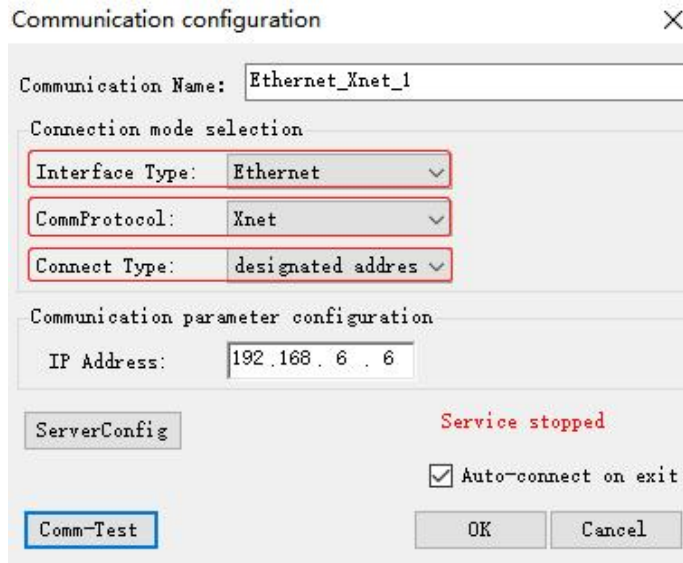 Communication configuration
Communication Name: Ethernet_Xnet_1
Connection mode selection
Interface Type: Ethernet
CommProtocol: Xnet
Connect Type: designated addres
Communication parameter configuration
IP Address: 192 .168 . 6 . 6
ServerConfig
Service stopped
Auto-connect on exit
Comm-Test
OK
Cancel